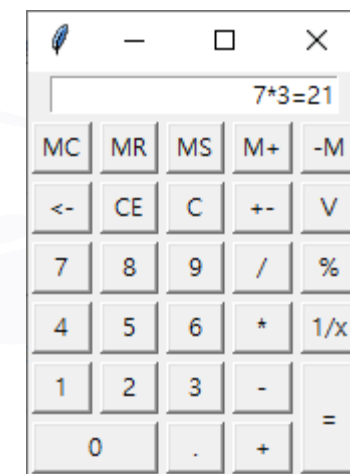 7*3=21
MC MR MS M+ -M
<- CE C +- V
7 8 9 / %
4 5 6 * 1/x
1 2 3 - =
0 . +